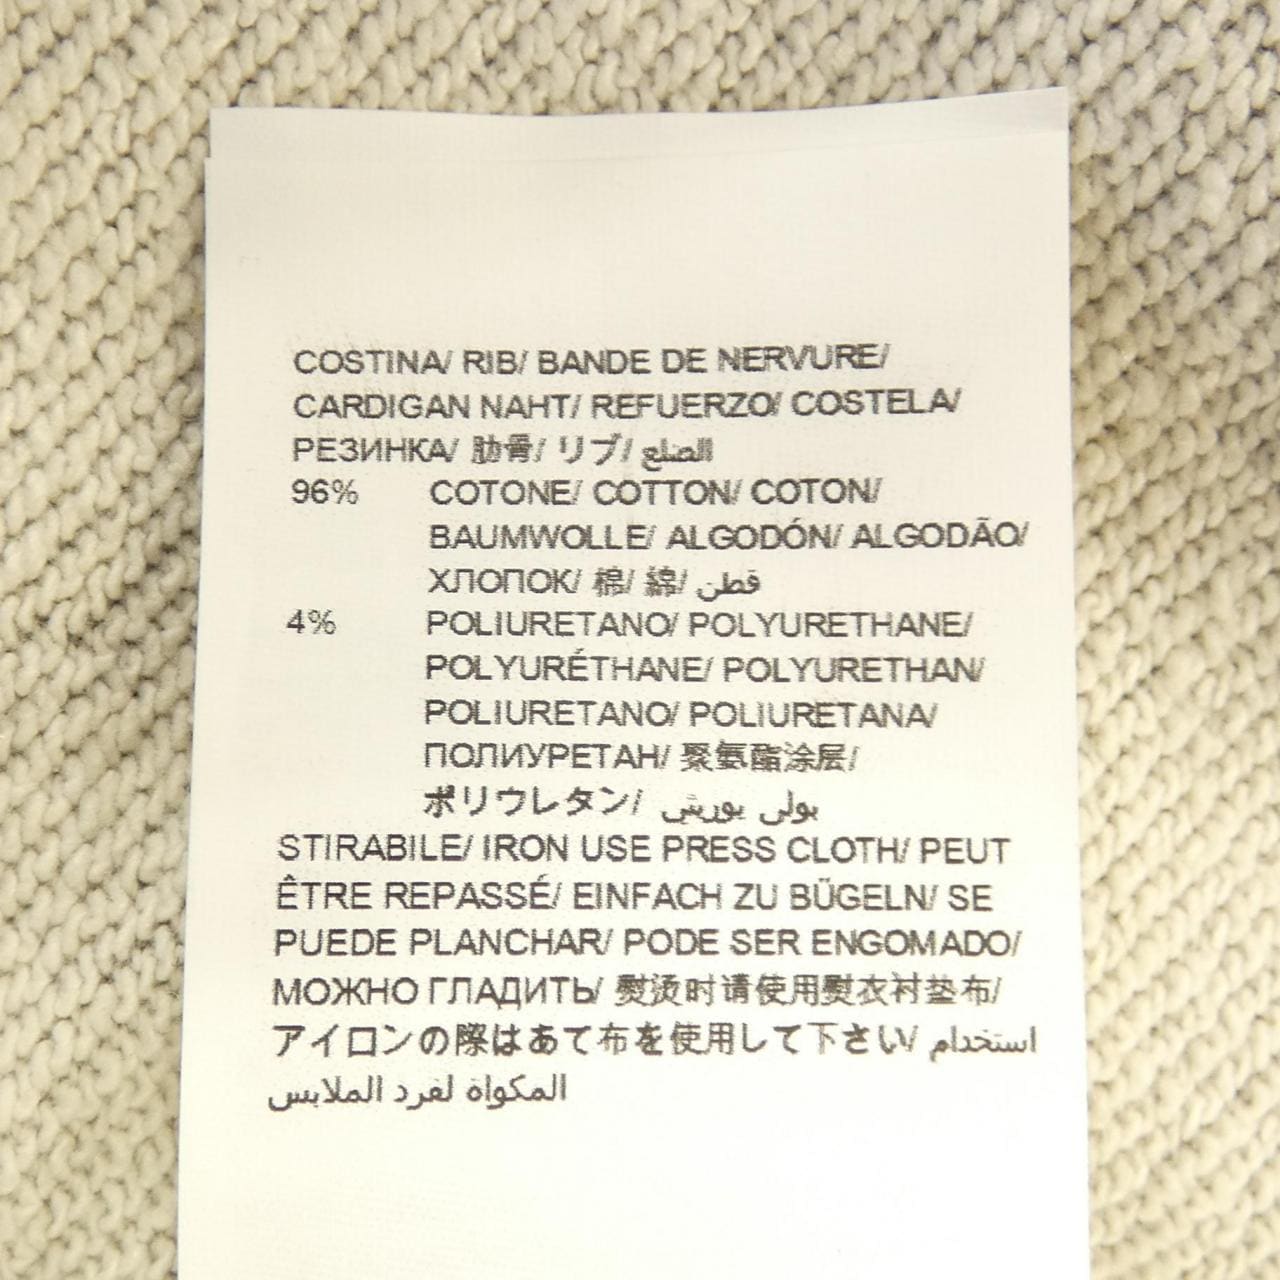 COSTINA/ RIB/ BANDE DE NERVURE/
CARDIGAN NAHT/ REFUERZO/ COSTELA/
РЕЗИНКА/ 肋骨/ リブ/ الضلع
96% COTONE/ COTTON/ COTON/
BAUMWOLLE/ ALGODÓN/ ALGODÃO/
ХЛОПОК/ 棉/ 綿/ قطن
4% POLIURETANO/ POLYURETHANE/
POLYURÉTHANE/ POLYURETHAN/
POLIURETANO/ POLIURETANA/
ПОЛИУРЕТАН/ 聚氨酯涂层/
ポリウレタン/ بولي يوريثي
STIRABILE/ IRON USE PRESS CLOTH/ PEUT
ÊTRE REPASSÉ/ EINFACH ZU BÜGELN/ SE
PUEDE PLANCHAR/ PODE SER ENGOMADO/
МОЖНО ГЛАДИТЬ/ 熨烫时请使用熨衣衬垫布/
アイロンの際はあて布を使用して下さい/ استخدام
المكواة لفرد الملابس